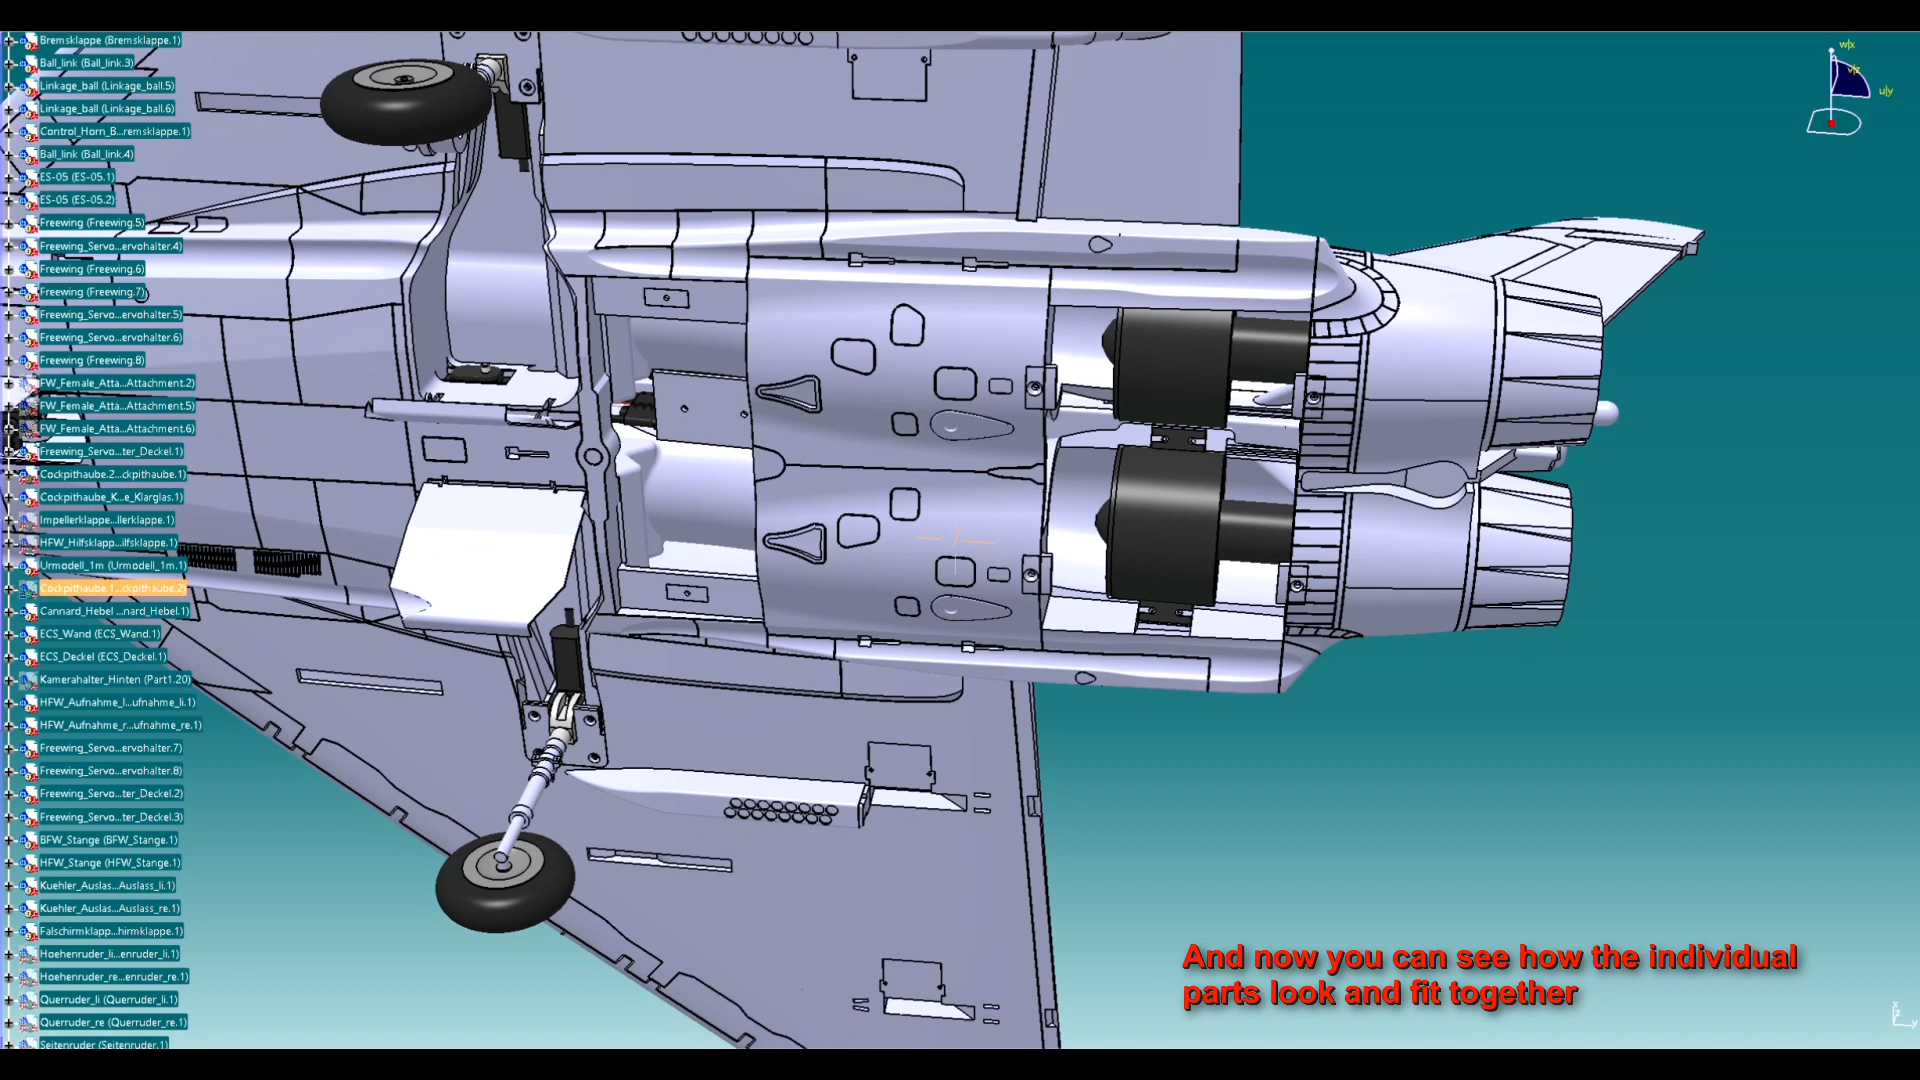 Bremsklappe (Bremsklappe.1)
Ball_link (Ball_link.3)
Linkage_ball (Linkage_ball.5)
Linkage_ball (Linkage_ball.6)
Control_Horn_B...remsklappe.1)
Ball_link (Ball_link.4)
ES-05 (ES-05.1)
ES-05 (ES-05.2)
Freewing (Freewing.5)
Freewing_Servo...ervohalter.4)
Freewing (Freewing.6)
Freewing (Freewing.7)
Freewing_Servo...ervohalter.5)
Freewing_Servo...ervohalter.6)
Freewing (Freewing.8)
FW_Female_Atta...Attachment.2)
FW_Female_Atta...Attachment.5)
FW_Female_Atta...Attachment.6)
Freewing_Servo...ter_Deckel.1)
Cockpithaube.2...ckpithaube.1)
Cockpithaube_K...e_Klarglas.1)
Impellerklappe...llerklappe.1)
HFW_Hilfsklapp...ilfsklappe.1)
Urmodell_1m (Urmodell_1m.1)
Cockpithaube.1...ckpithaube.2)
Cannard_Hebel ...nard_Hebel.1)
ECS_Wand (ECS_Wand.1)
ECS_Deckel (ECS_Deckel.1)
Kamerahalter_Hinten (Part1.20)
HFW_Aufnahme_l...ufnahme_li.1)
HFW_Aufnahme_r...ufnahme_re.1)
Freewing_Servo...ervohalter.7)
Freewing_Servo...ervohalter.8)
Freewing_Servo...ter_Deckel.2)
Freewing_Servo...ter_Deckel.3)
BFW_Stange (BFW_Stange.1)
HFW_Stange (HFW_Stange.1)
Kuehler_Auslas...Auslass_li.1)
Kuehler_Auslas...Auslass_re.1)
Falschirmklapp...hirmklappe.1)
Hoehenruder_li...enruder_li.1)
Hoehenruder_re...enruder_re.1)
Querruder_li (Querruder_li.1)
Querruder_re (Querruder_re.1)
Seitenruder (Seitenruder.1)
w|x
v|z
u|y
And now you can see how the individual
parts look and fit together
x
z
y